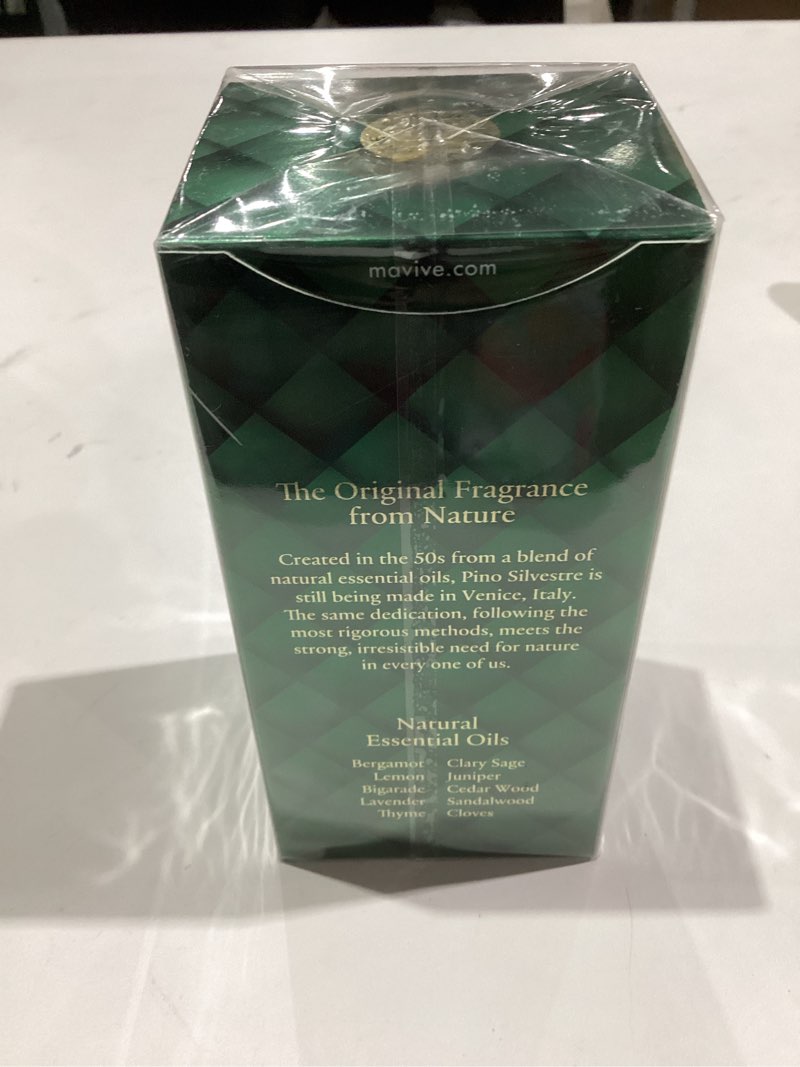 mavive.com
The Original Fragrance
from Nature
Created in the 50s from a blend of
natural essential oils, Pino Silvestre is
still being made in Venice, Italy.
The same dedication, following the
most rigorous methods, meets the
strong, irresistible need for nature
in every one of us.
Natural
Essential Oils
Bergamot Clary Sage
Lemon Juniper
Bigarade Cedar Wood
Lavender Sandalwood
Thyme Cloves